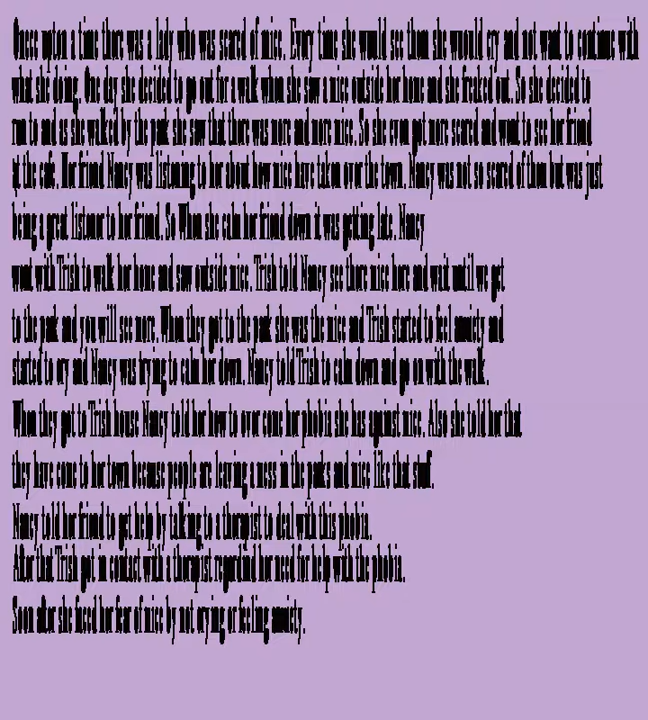 Onece upton a time there was a lady who was scared of mice. Every time she would see them she woould cry and not want to continue with
what she doing. One day she decided to go out for a walk when she saw a mice outside her home and she freaked out. So she decided to
run to and as she walked by the park she saw that there was more and more mice. So she even got more scared and went to see her friend
at the cafe. Her friend Nancy was listening to her about how mice have taken over the town. Nancy was not so scared of them but was just
being a great listener to her friend. So When she calm her friend down it was getting late. Nancy
went with Trish to walk her home and saw outside mice. Trish told Nancy see there mice here and wait until we get
to the park and you will see more. When they got to the park she was the mice and Trish started to feel anxiety and
started to cry and Nancy was trying to calm her down. Nancy told Trish to calm down and go on with the walk.
When they got to Trish house Nancy told her how to over come her phobia she has against mice. Also she told her that
they have come to her town because people are leaving a mess in the parks and mice like that stuf.
Nancy told her friend to get help by talking to a therapist to deal with this phobia.
After that Trish got in contact with a therapist regarding her need for help with the phobia.
Soon after she faced her fear of mice by not crying or feeling anxiety.